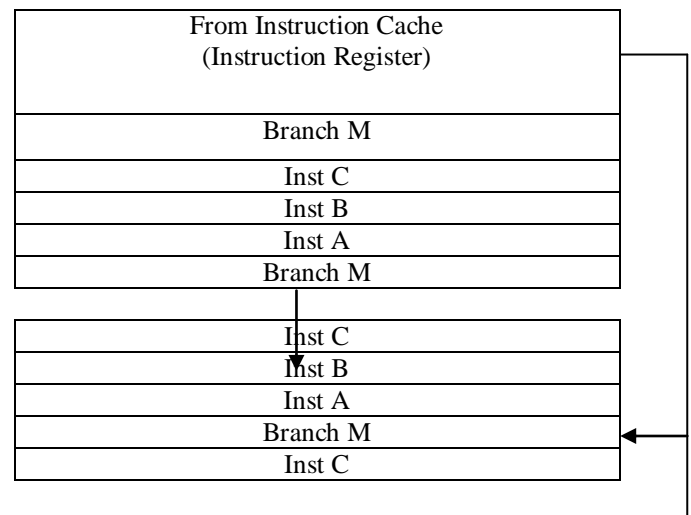 From Instruction Cache
(Instruction Register)
Branch M
Inst C
Inst B
Inst A
Branch M
Inst C
Inst B
Inst A
Branch M
Inst C